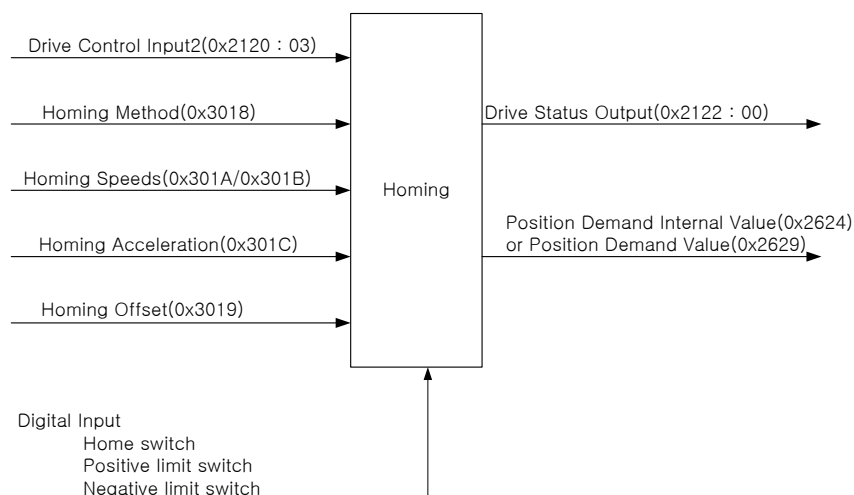 Drive Control Input2(0x2120 : 03)
Homing Method(0x3018)
Homing Speeds(0x301A/0x301B)
Homing Acceleration(0x301C)
Homing Offset(0x3019)
Homing
Drive Status Output(0x2122 : 00)
Position Demand Internal Value(0x2624)
or Position Demand Value(0x2629)
Digital Input
Home switch
Positive limit switch
Negative limit switch